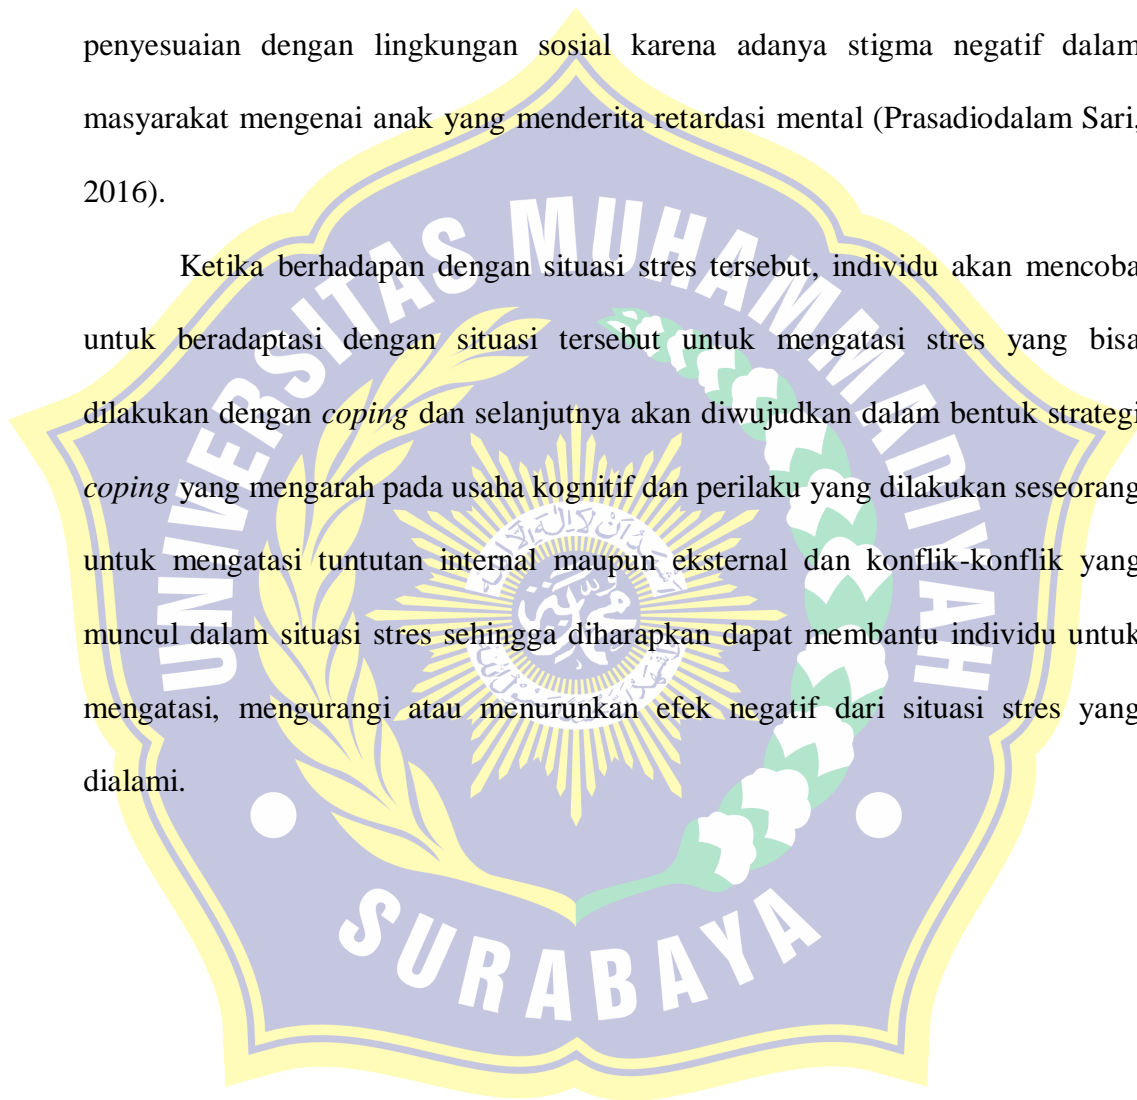 penyesuaian dengan lingkungan sosial karena adanya stigma negatif dalam
masyarakat mengenai anak yang menderita retardasi mental (Prasadiodalam Sari,
2016).
Ketika berhadapan dengan situasi stres tersebut, individu akan mencoba
untuk beradaptasi dengan situasi tersebut untuk mengatasi stres yang bisa
dilakukan dengan coping dan selanjutnya akan diwujudkan dalam bentuk strategi
coping yang mengarah pada usaha kognitif dan perilaku yang dilakukan seseorang
untuk mengatasi tuntutan internal maupun eksternal dan konflik-konflik yang
muncul dalam situasi stres sehingga diharapkan dapat membantu individu untuk
mengatasi, mengurangi atau menurunkan efek negatif dari situasi stres yang
dialami.
UNIVERSITAS MUHAMMADIYAH
SURABAYA